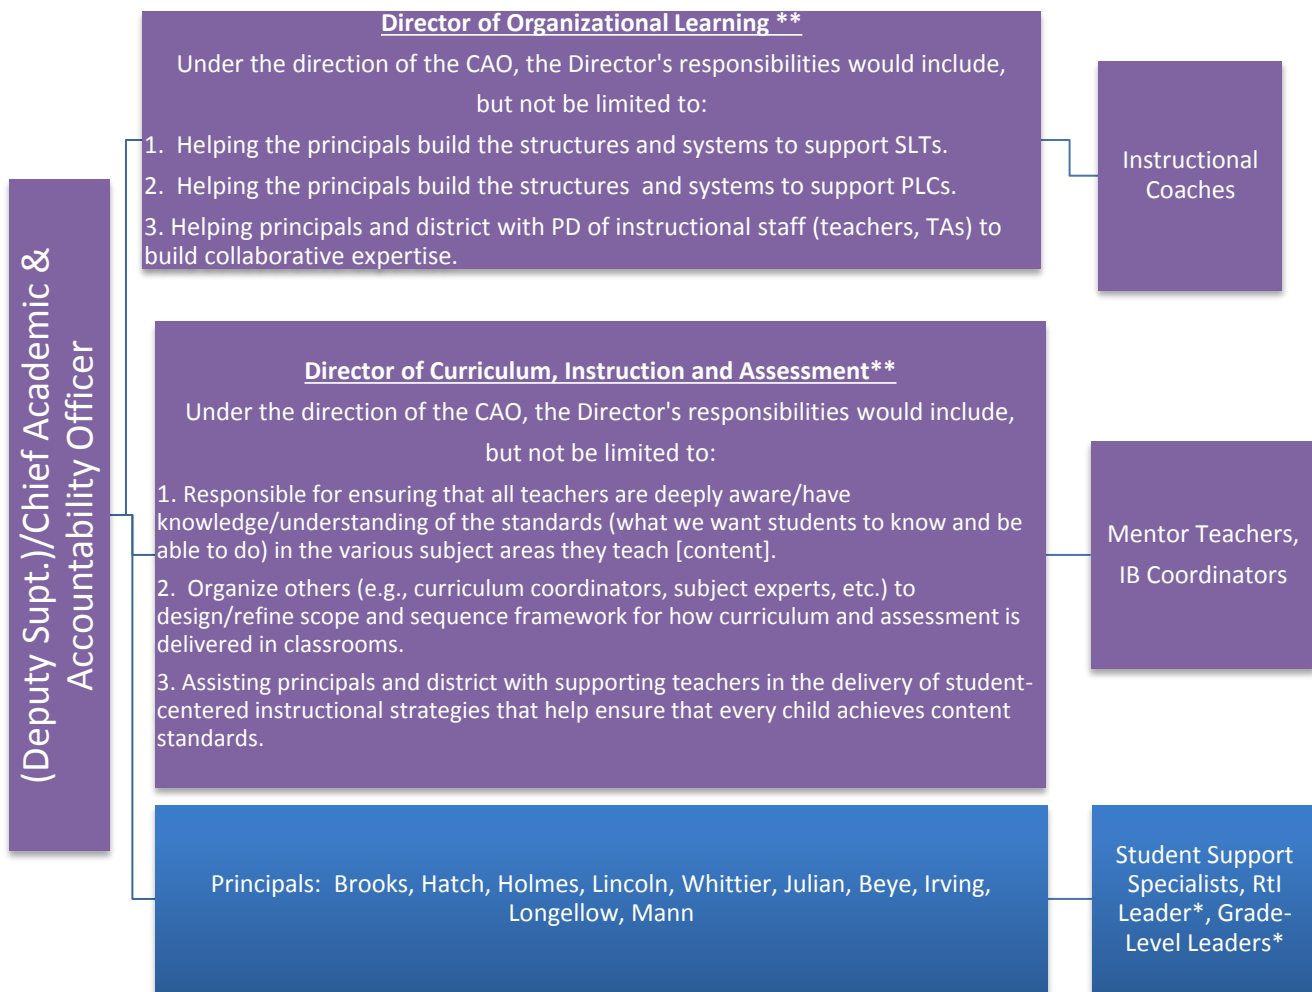 Director of Organizational Learning **
Under the direction of the CAO, the Director's responsibilities would include,
but not be limited to:
1.  Helping the principals build the structures and systems to support SLTs.
2.  Helping the principals build the structures  and systems to support PLCs.
3. Helping principals and district with PD of instructional staff (teachers, TAs) to
build collaborative expertise.
Instructional
Coaches
(Deputy Supt.)/Chief Academic &
Accountability Officer
Director of Curriculum, Instruction and Assessment**
Under the direction of the CAO, the Director's responsibilities would include,
but not be limited to:
1. Responsible for ensuring that all teachers are deeply aware/have
knowledge/understanding of the standards (what we want students to know and be
able to do) in the various subject areas they teach [content].
2.  Organize others (e.g., curriculum coordinators, subject experts, etc.) to
design/refine scope and sequence framework for how curriculum and assessment is
delivered in classrooms.
3. Assisting principals and district with supporting teachers in the delivery of student-
centered instructional strategies that help ensure that every child achieves content
standards.
Mentor Teachers,
IB Coordinators
Principals:  Brooks, Hatch, Holmes, Lincoln, Whittier, Julian, Beye, Irving,
Longellow, Mann
Student Support
Specialists, RtI
Leader*, Grade-
Level Leaders*